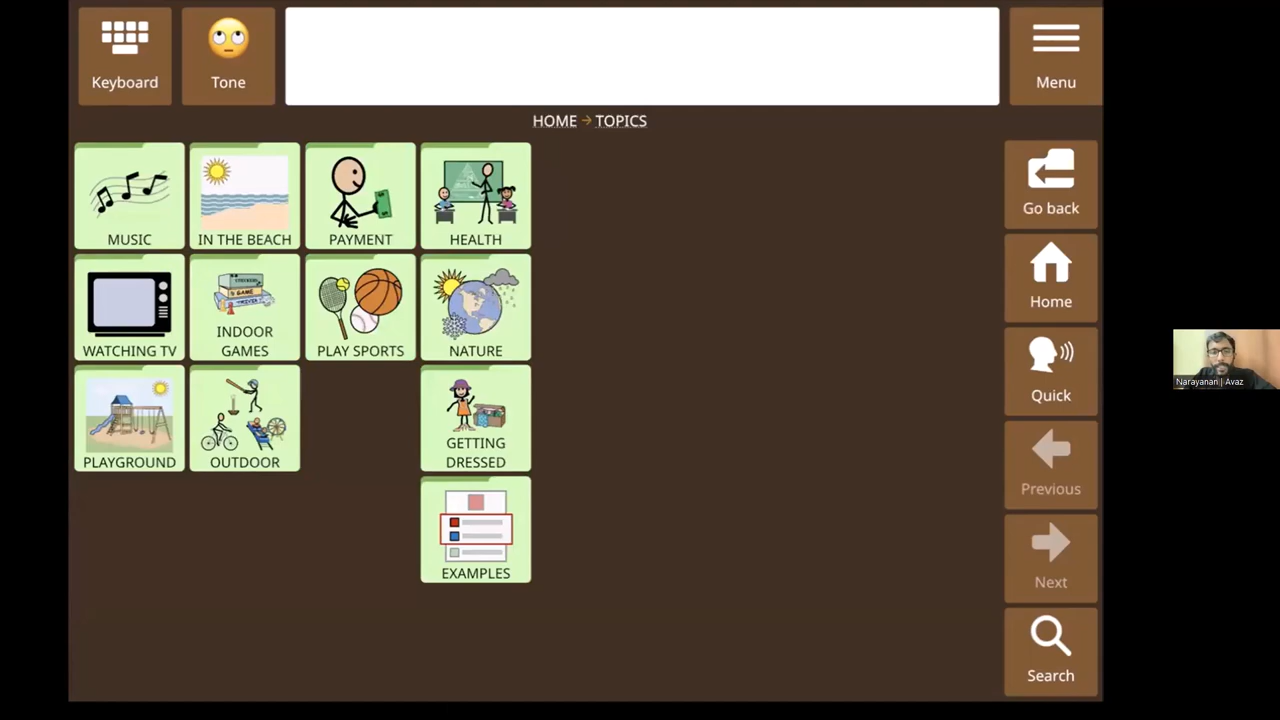 Keyboard
Tone
Menu
HOME → TOPICS
MUSIC
IN THE BEACH
PAYMENT
HEALTH
WATCHING TV
INDOOR
GAMES
PLAY SPORTS
NATURE
PLAYGROUND
OUTDOOR
GETTING
DRESSED
EXAMPLES
Go back
Home
Quick
Previous
Next
Search
Narayanan | Avaz